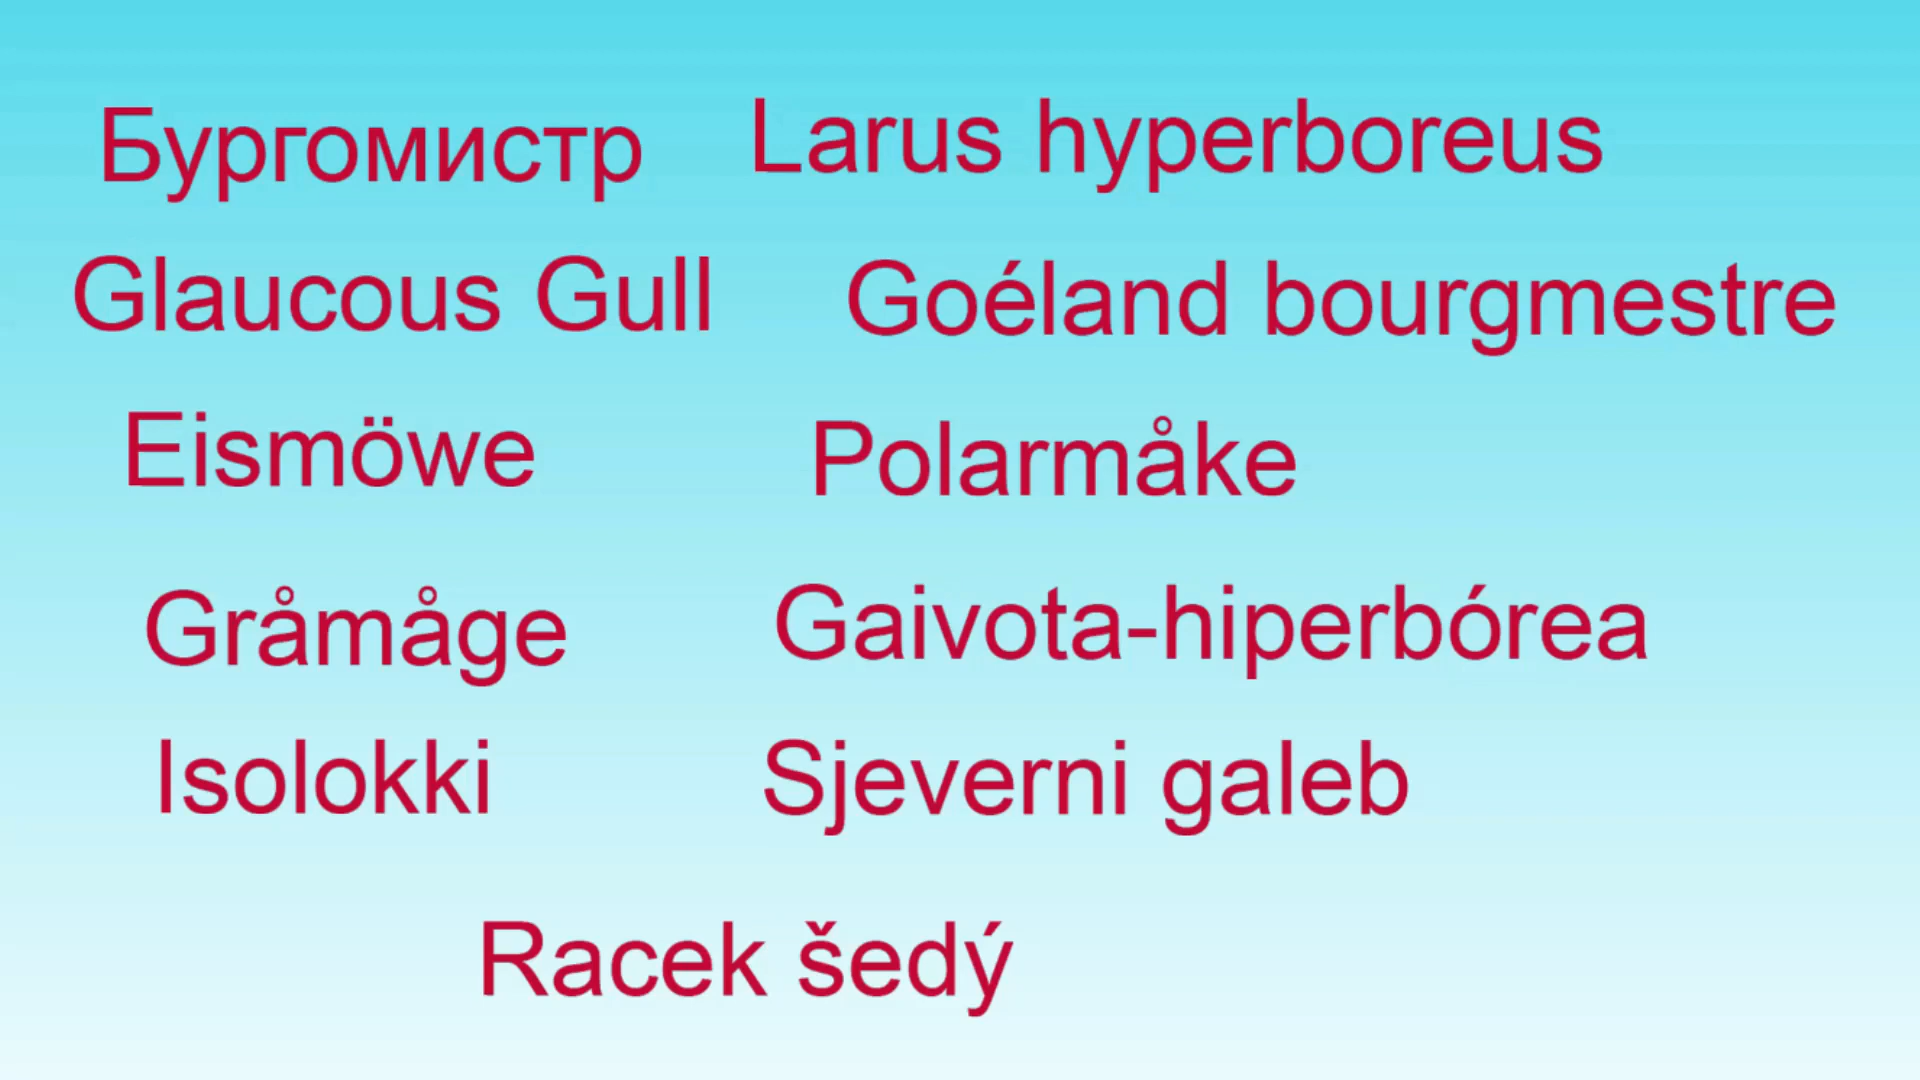 Бургомистр
Larus hyperboreus
Glaucous Gull
Goéland bourgmestre
Eismöwe
Polarmåke
Gråmåge
Gaivota-hiperbórea
Isolokki
Sjeverni galeb
Racek šedý